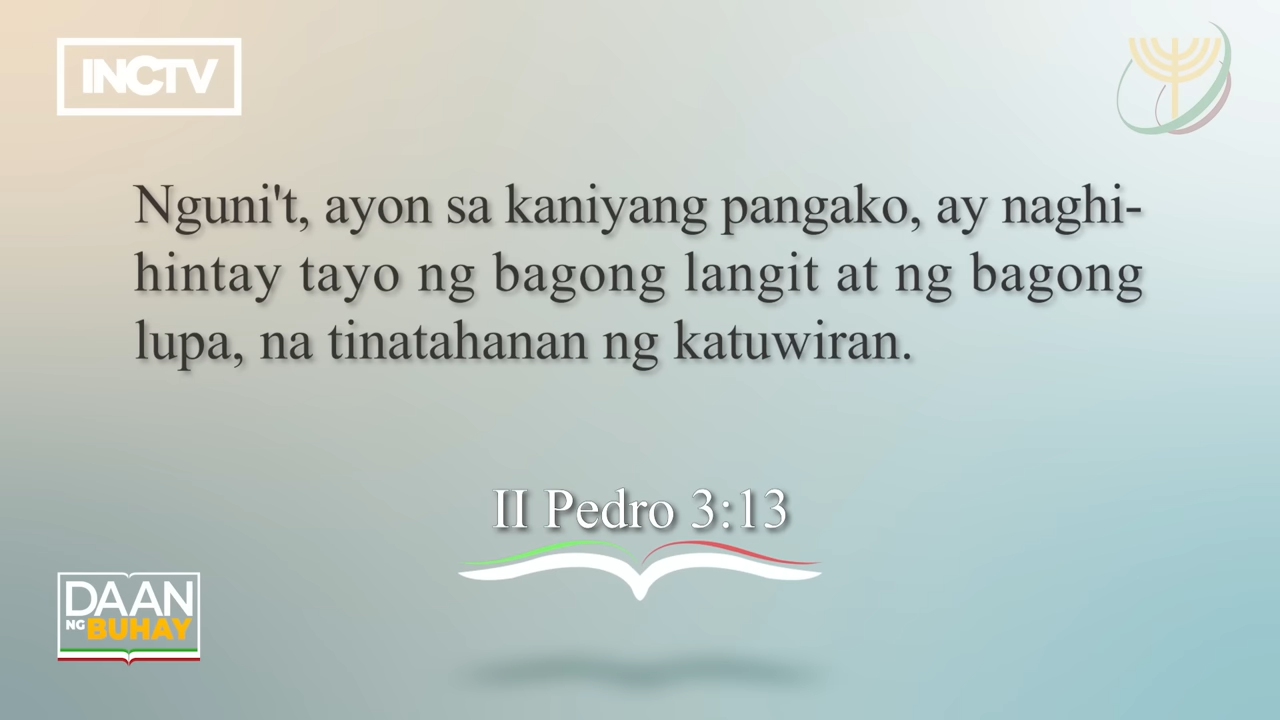 INCTV
Nguni't, ayon sa kaniyang pangako, ay naghi-
hintay tayo ng bagong langit at ng bagong
lupa, na tinatahanan ng katuwiran.
II Pedro 3:13
DAAN
NG BUHAY